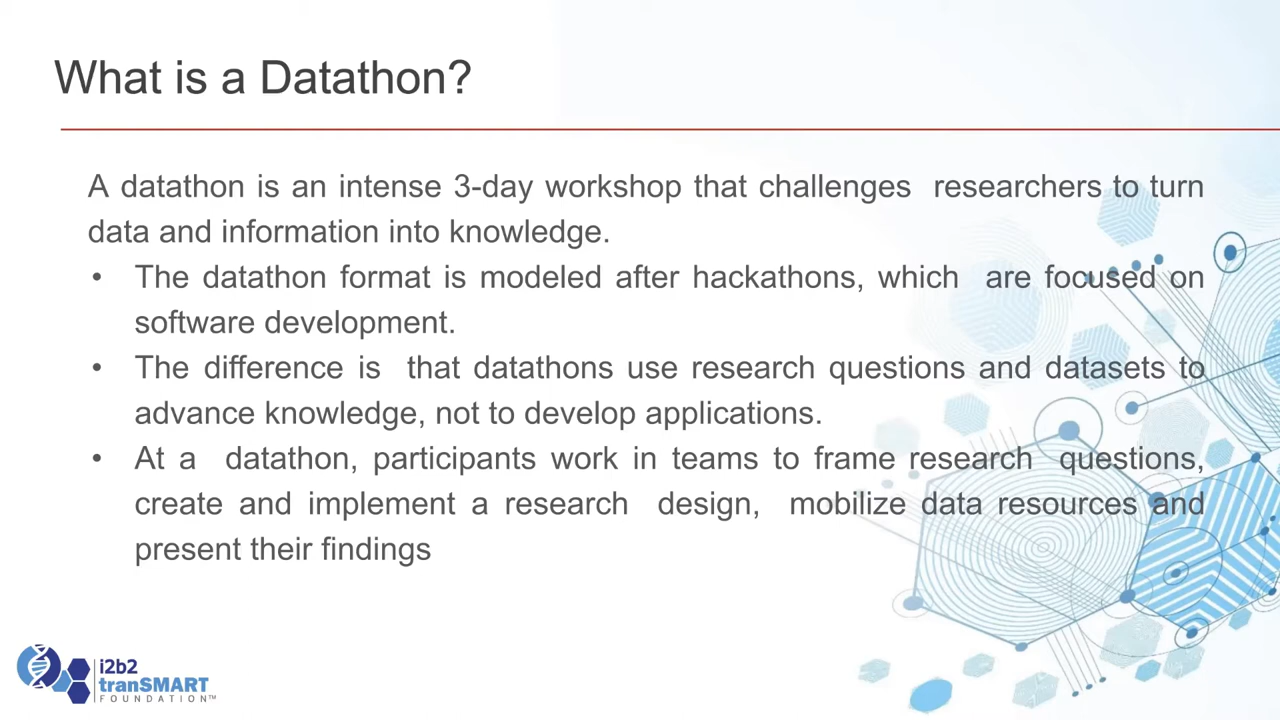 What is a Datathon?
A datathon is an intense 3-day workshop that challenges researchers to turn
data and information into knowledge.
• The datathon format is modeled after hackathons, which are focused on
software development.
• The difference is that datathons use research questions and datasets to
advance knowledge, not to develop applications.
• At a datathon, participants work in teams to frame research questions,
create and implement a research design, mobilize data resources and
present their findings
i2b2
tranSMART
FOUNDATION™